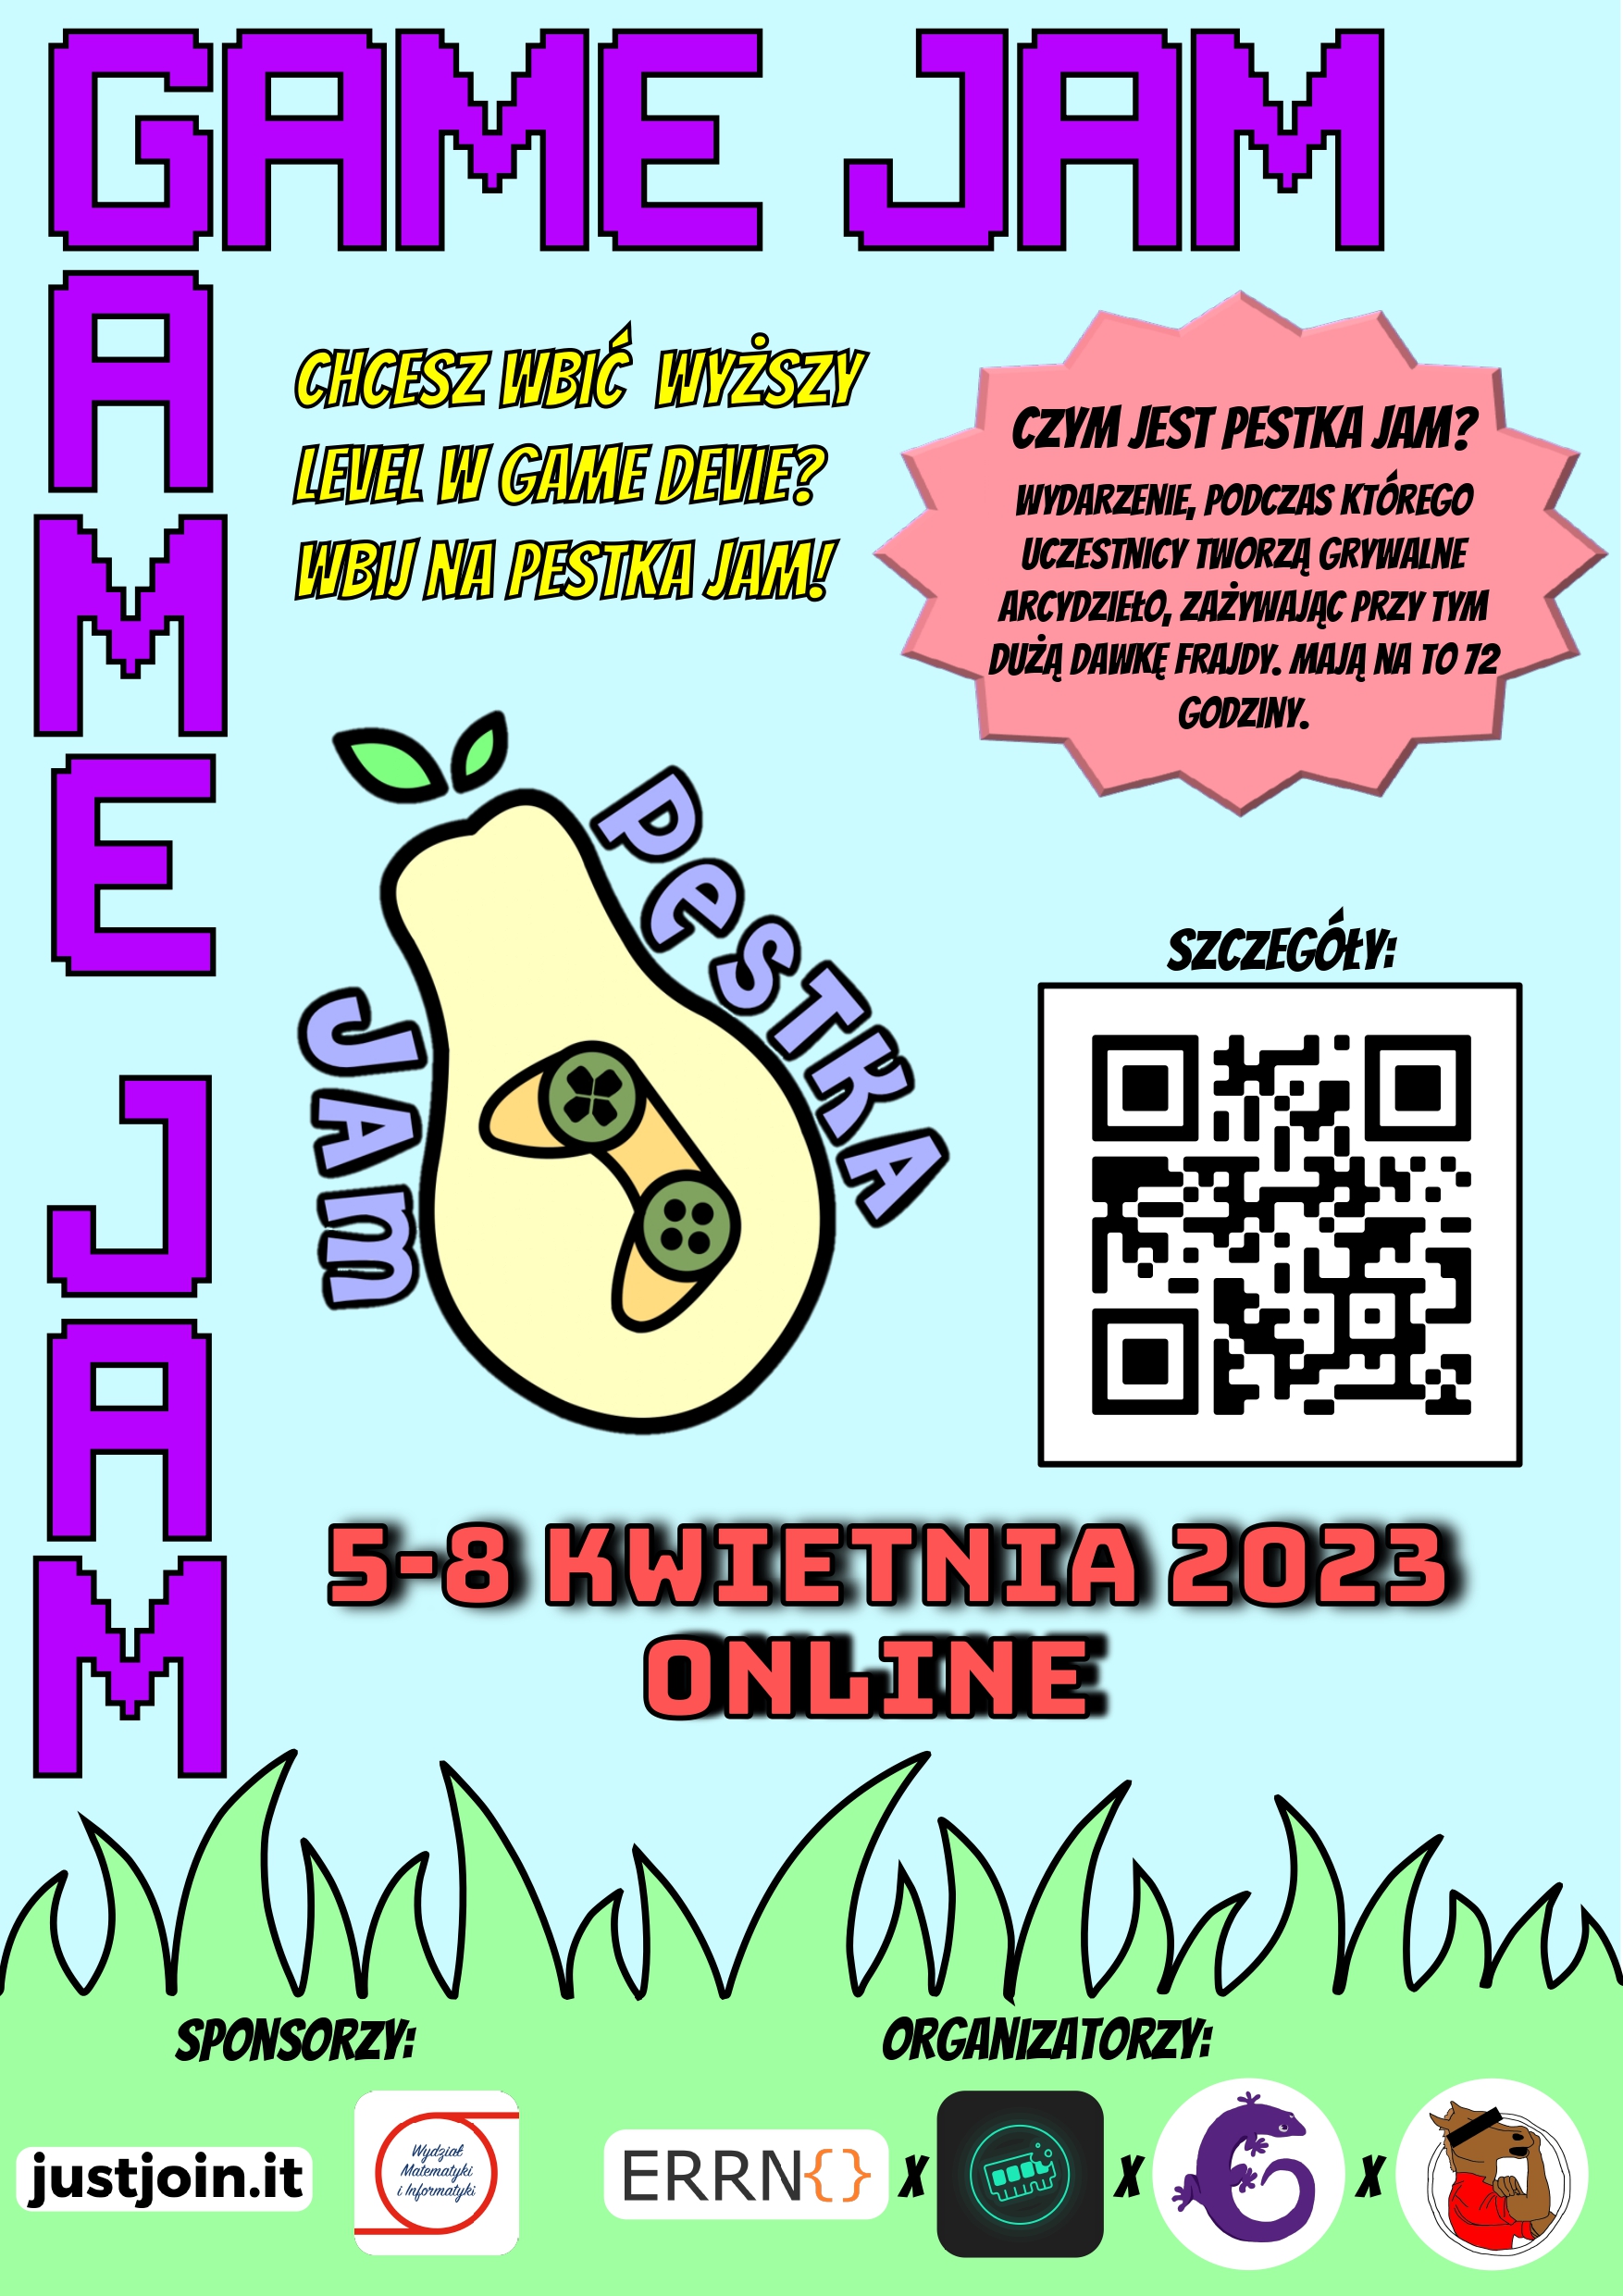 GAME JAM
AME JAM
CHCESZ WBIĆ WYŻSZY
LEVEL W GAME DEVIE?
WBIJ NA PESTKA JAM!
CZYM JEST PESTKA JAM?
WYDARZENIE, PODCZAS KTÓREGO
UCZESTNICY TWORZĄ GRYWALNE
ARCYDZIEŁO, ZAŻYWAJĄC PRZY TYM
DUŻĄ DAWKĘ FRAJDY. MAJĄ NA TO 72
GODZINY.
PesTKA
JAm
SZCZEGÓŁY:
5-8 KWIETNIA 2023
ONLINE
SPONSORZY:
ORGANIZATORZY:
justjoin.it
Wydział
Matematyki
i Informatyki
ERRN{} X X X